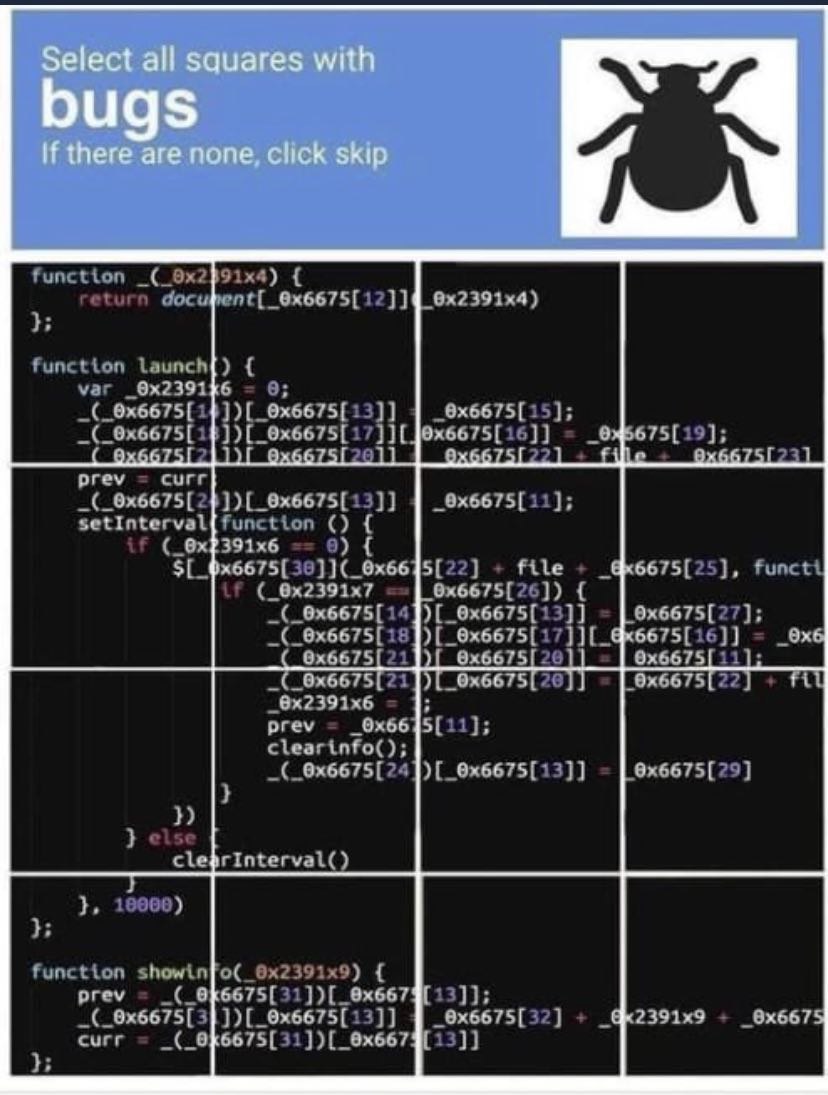 Select all squares with
bugs
If there are none, click skip
function _(_0x2391x4) {
return document[_0x6675[12]](_0x2391x4)
};
function launch() {
var _0x2391x6 = 0;
_(_0x6675[14])[_0x6675[13]] = _0x6675[15];
_(_0x6675[18])[_0x6675[17]][_0x6675[16]] = _0x6675[19];
_(_0x6675[21])[_0x6675[20]] = _0x6675[22] + file + _0x6675[23]
prev = curr;
_(_0x6675[24])[_0x6675[13]] = _0x6675[11];
setInterval(function () {
if (_0x2391x6 == 0) {
$[_0x6675[30]](_0x6675[22] + file + _0x6675[25], functi
if (_0x2391x7 == _0x6675[26]) {
_(_0x6675[14])[_0x6675[13]] = _0x6675[27];
_(_0x6675[18])[_0x6675[17]][_0x6675[16]] = _0x6
_(_0x6675[21])[_0x6675[20]] = _0x6675[11];
_(_0x6675[21])[_0x6675[20]] = _0x6675[22] + fil
_0x2391x6 = 1;
prev = _0x6675[11];
clearinfo();
_(_0x6675[24])[_0x6675[13]] = _0x6675[29]
}
})
} else {
clearInterval()
}
}, 10000)
};
function showinfo(_0x2391x9) {
prev = _(_0x6675[31])[_0x6675[13]];
_(_0x6675[31])[_0x6675[13]] = _0x6675[32] + _0x2391x9 + _0x6675
curr = _(_0x6675[31])[_0x6675[13]]
};